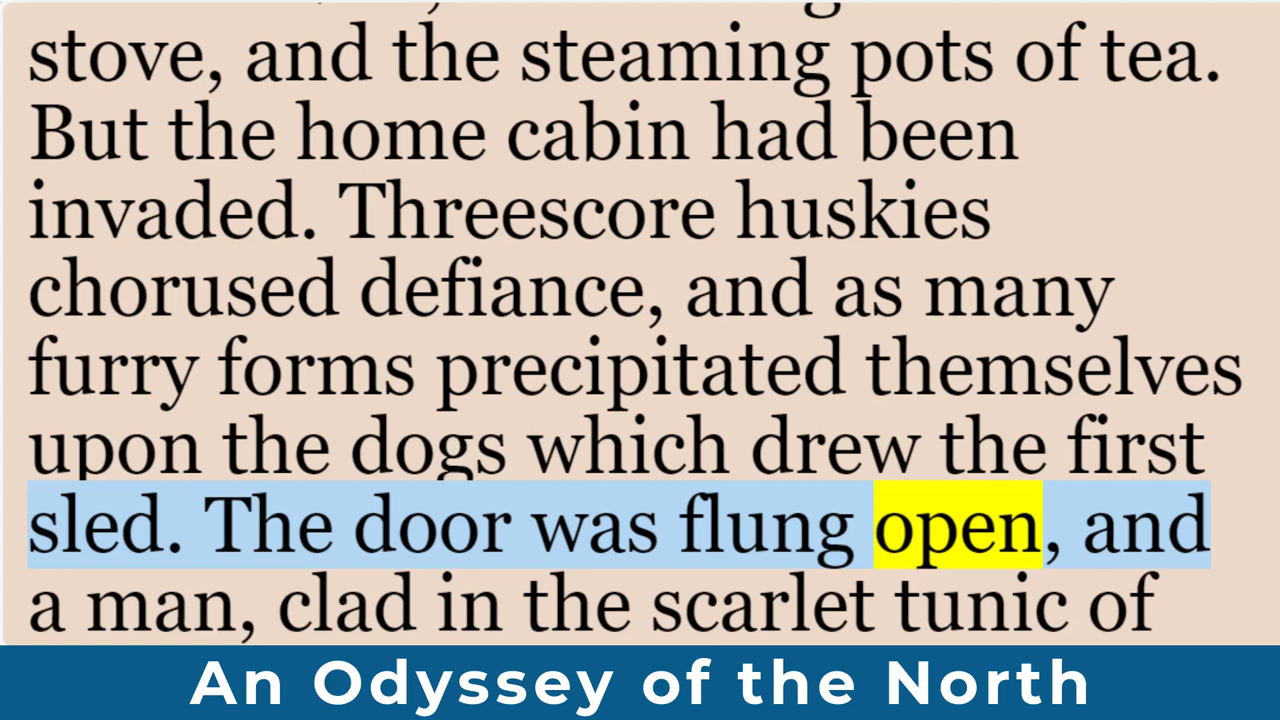 stove, and the steaming pots of tea.
But the home cabin had been
invaded. Threescore huskies
chorused defiance, and as many
furry forms precipitated themselves
upon the dogs which drew the first
sled. The door was flung open, and
a man, clad in the scarlet tunic of
An Odyssey of the North